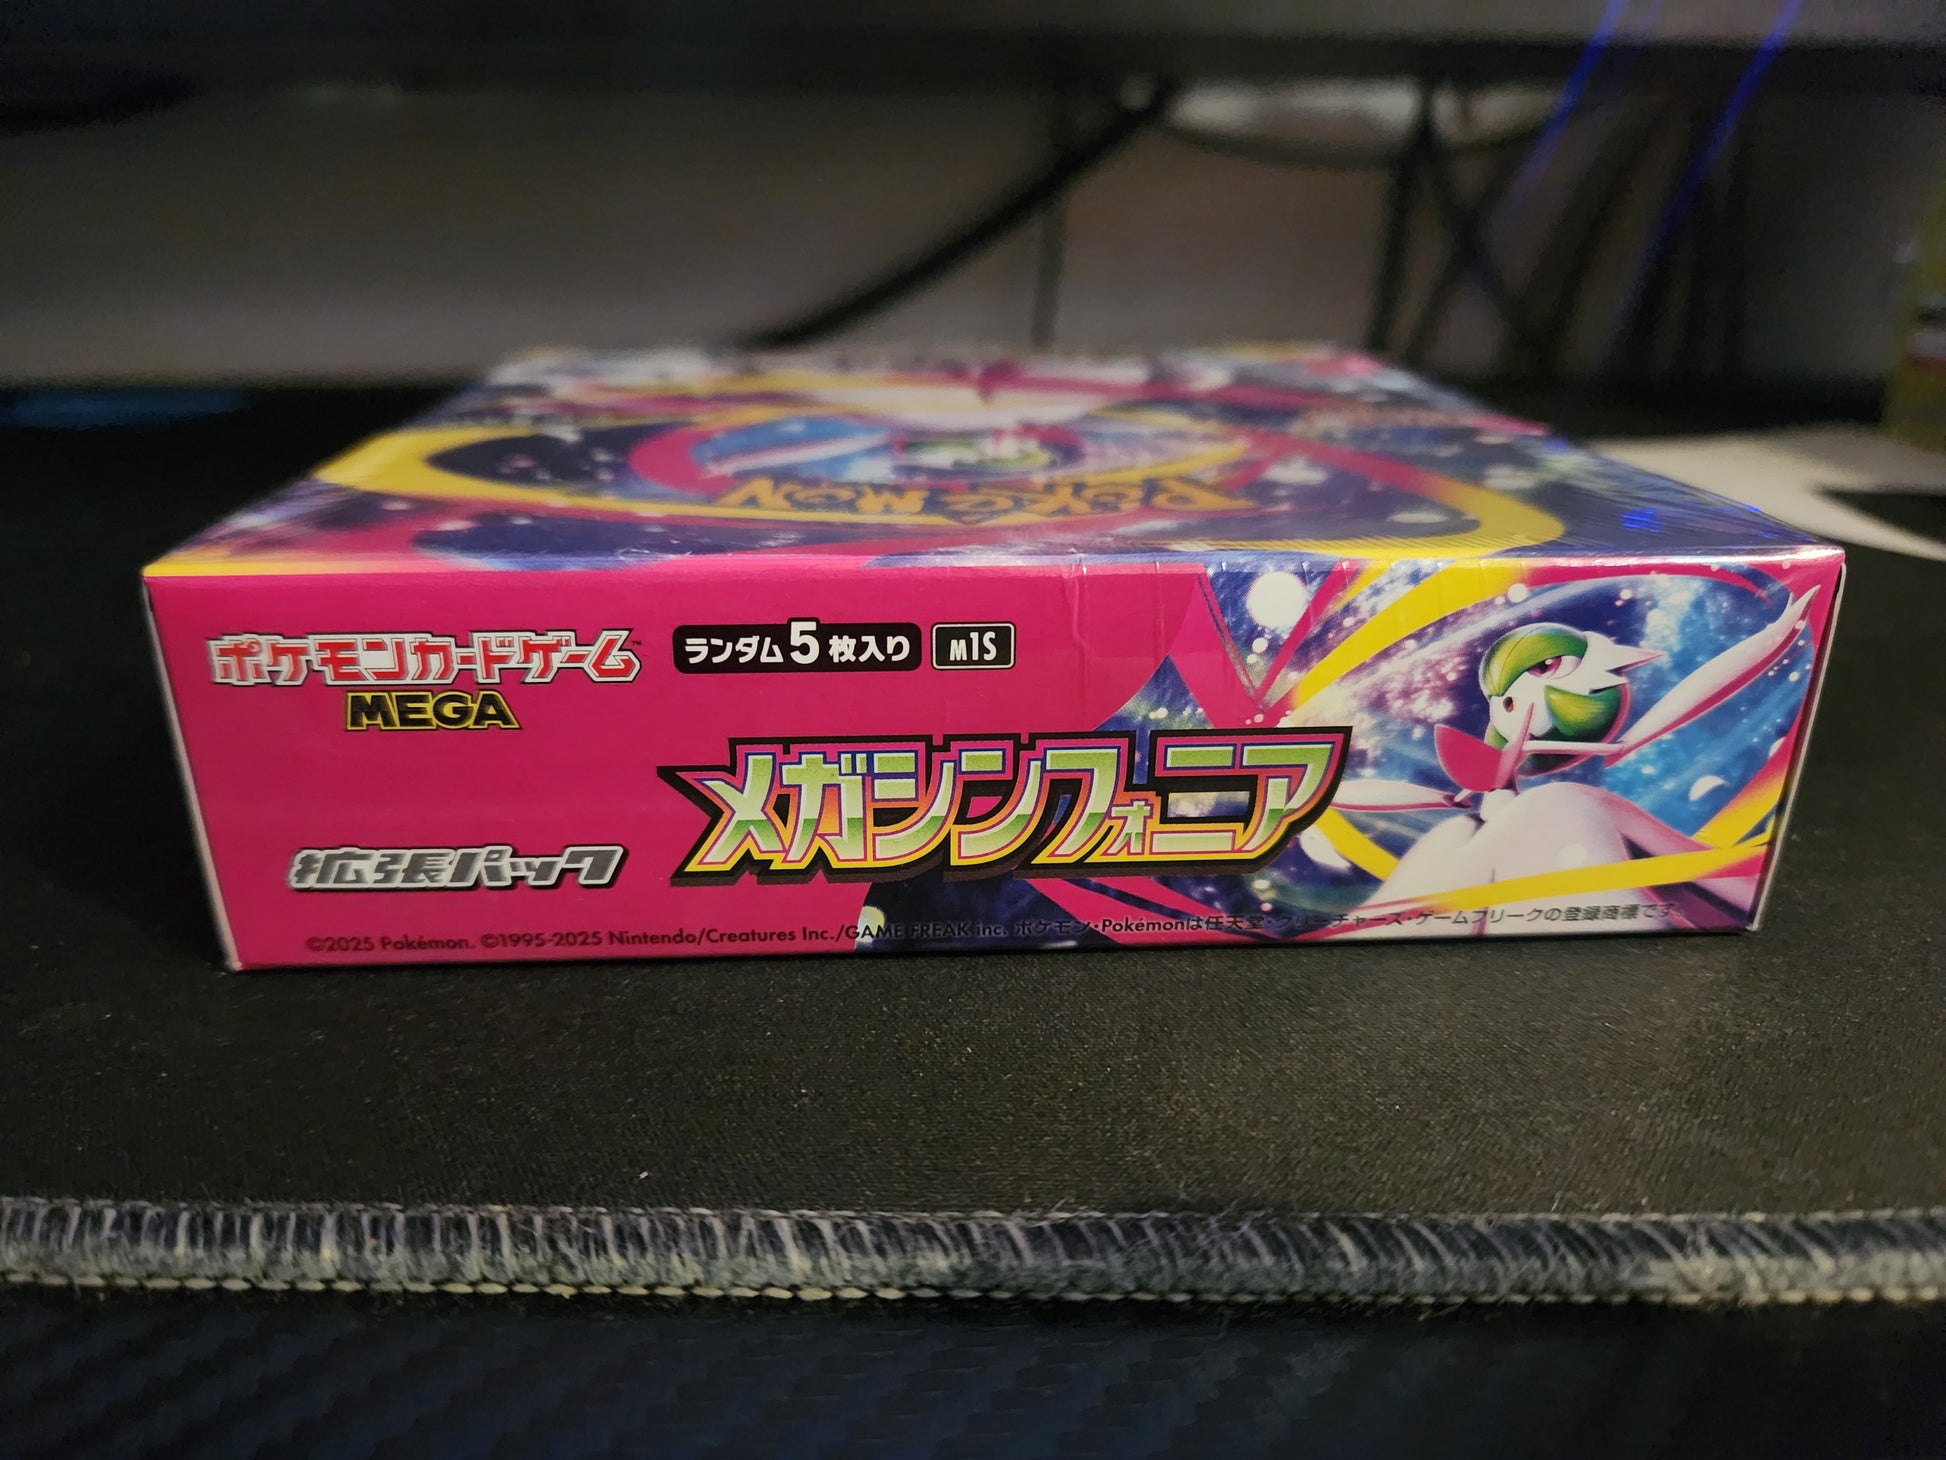 POKÉMON
ポケモンカードゲーム™
MEGA
ランダム5枚入り M1S
メガシンフォニア
拡張パック
©2025 Pokémon. ©1995-2025 Nintendo/Creatures Inc./GAME FREAK inc. ポケモン・Pokémonは任天堂・クリーチャーズ・ゲームフリークの登録商標です。